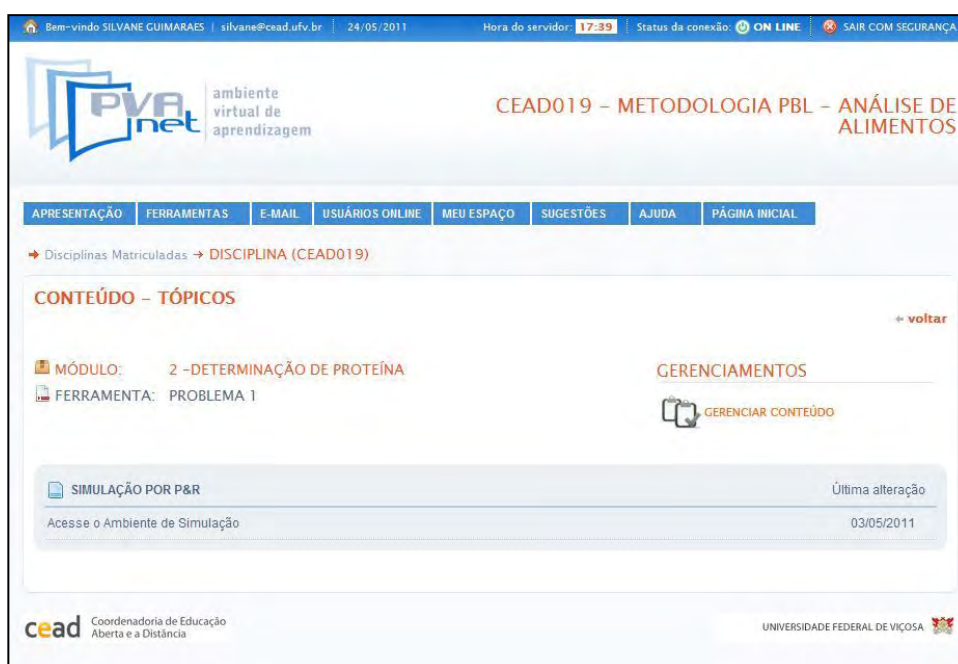 Bem-vindo SILVANE GUIMARAES | silvane@cead.ufv.br | 24/05/2011 Hora do servidor: 17:39 Status da conexão: ON LINE SAIR COM SEGURANÇA
PVAnet
ambiente
virtual de
aprendizagem
CEAD019 – METODOLOGIA PBL – ANÁLISE DE
ALIMENTOS
APRESENTAÇÃO FERRAMENTAS E-MAIL USUÁRIOS ONLINE MEU ESPAÇO SUGESTÕES AJUDA PÁGINA INICIAL
Disciplinas Matriculadas → DISCIPLINA (CEAD019)
CONTEÚDO – TÓPICOS
voltar
MÓDULO: 2 –DETERMINAÇÃO DE PROTEÍNA
FERRAMENTA: PROBLEMA 1
GERENCIAMENTOS
GERENCIAR CONTEÚDO
SIMULAÇÃO POR P&R Última alteração
Acesse o Ambiente de Simulação 03/05/2011
cead Coordenadoria de Educação
Aberta e a Distância
UNIVERSIDADE FEDERAL DE VIÇOSA